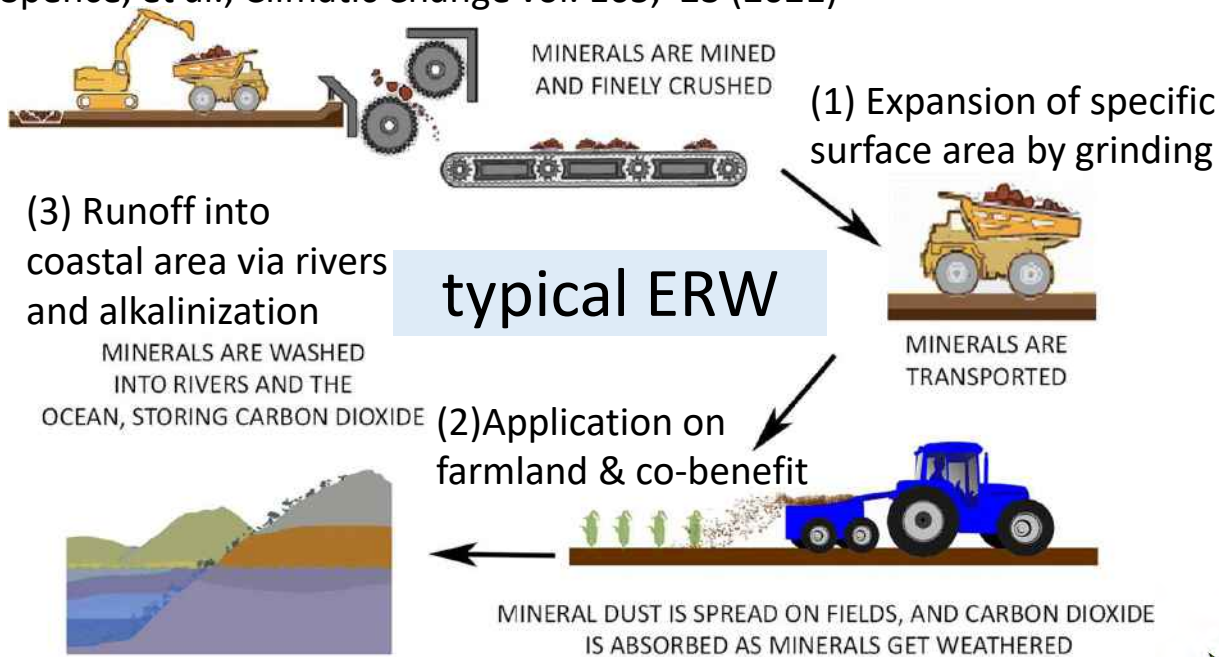 MINERALS ARE MINED
AND FINELY CRUSHED
(1) Expansion of specific
surface area by grinding
(3) Runoff into
coastal area via rivers
and alkalinization
typical ERW
MINERALS ARE WASHED
INTO RIVERS AND THE
OCEAN, STORING CARBON DIOXIDE
MINERALS ARE
TRANSPORTED
(2)Application on
farmland & co-benefit
MINERAL DUST IS SPREAD ON FIELDS, AND CARBON DIOXIDE
IS ABSORBED AS MINERALS GET WEATHERED